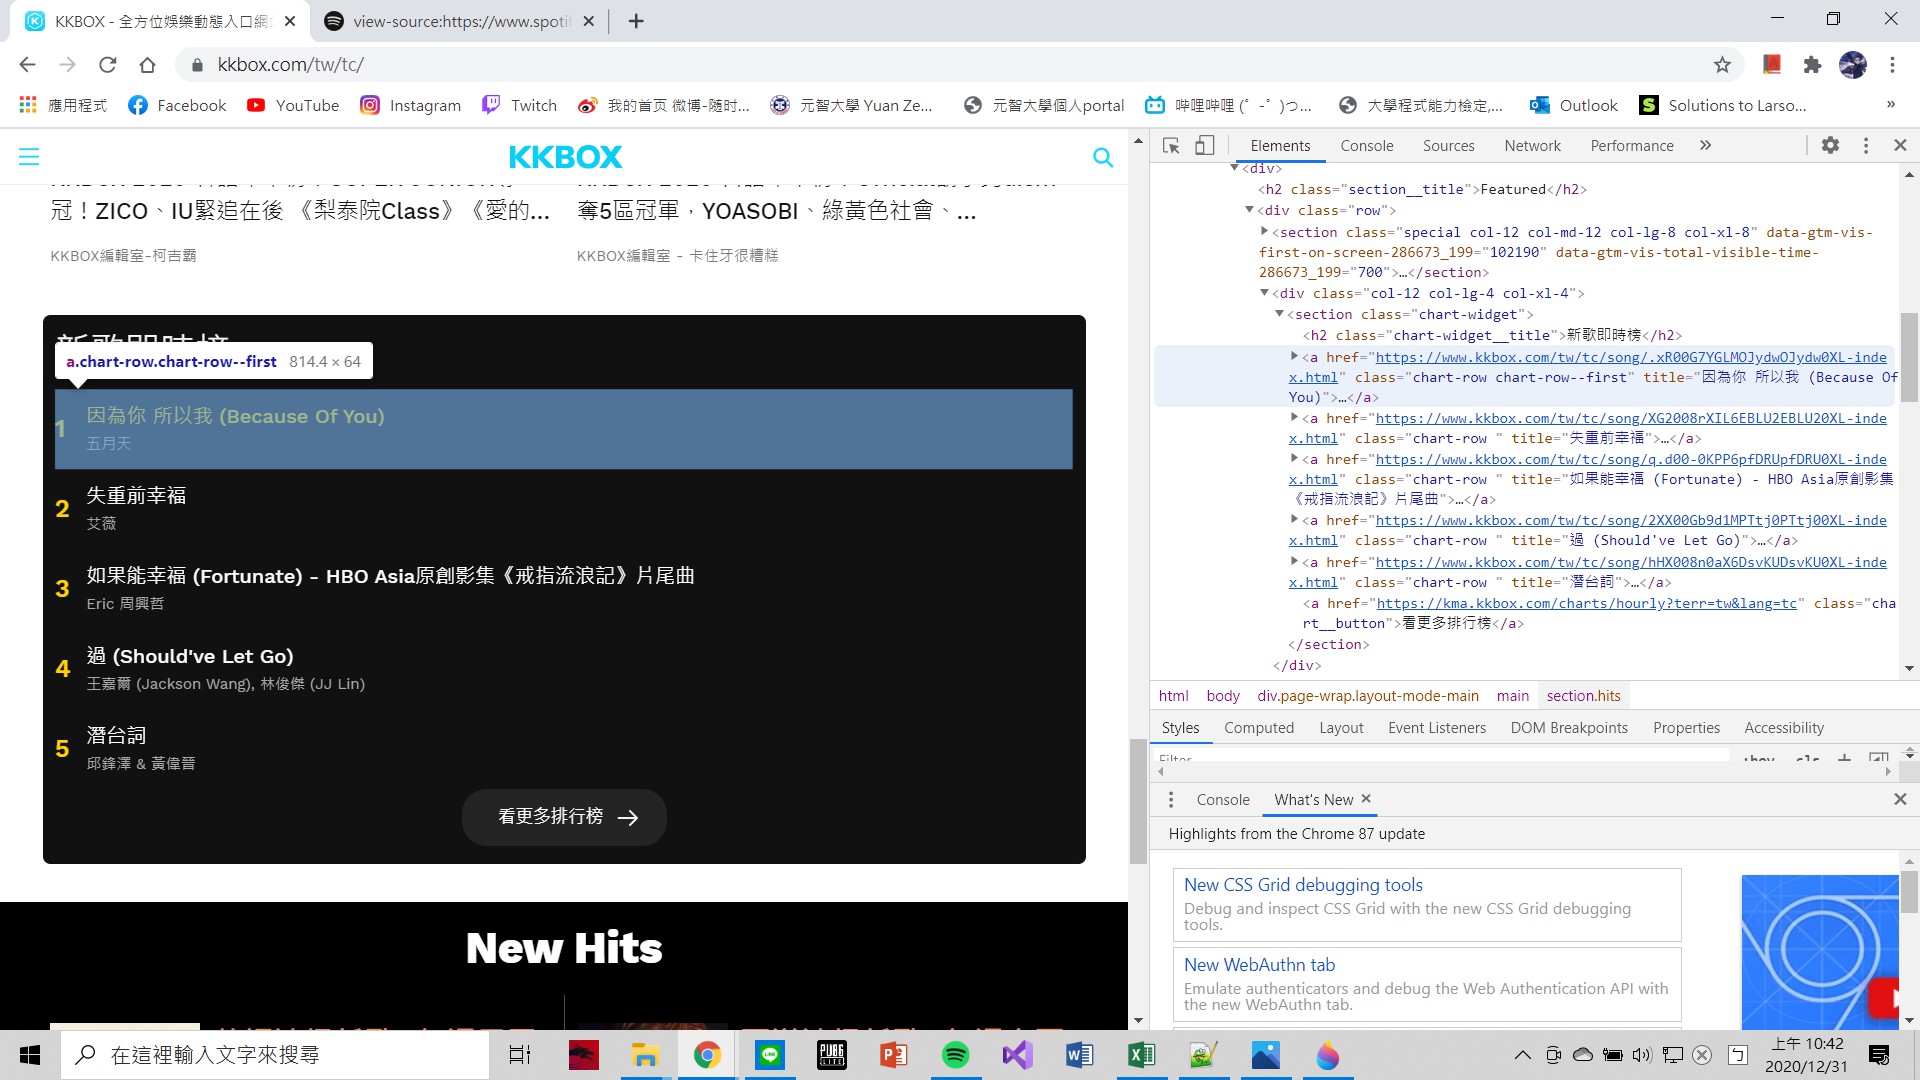 KKBOX - 全方位娛樂動態入口網
view-source:https://www.spotif
kkbox.com/tw/tc/
應用程式
Facebook
YouTube
Instagram
Twitch
我的首页 微博-随时...
元智大學 Yuan Ze...
元智大學個人portal
哔哩哔哩 (゜-゜)つ...
大學程式能力檢定,...
Outlook
Solutions to Larso...
»
KKBOX
冠！ZICO、IU緊追在後 《梨泰院Class》《愛的...
奪5區冠軍，YOASOBI、綠黃色社會、...
KKBOX編輯室-柯吉霸
KKBOX編輯室 - 卡住牙很糟糕
新歌即時榜
a.chart-row.chart-row--first 814.4 × 64
1
因為你 所以我 (Because Of You)
五月天
2
失重前幸福
艾薇
3
如果能幸福 (Fortunate) - HBO Asia原創影集《戒指流浪記》片尾曲
Eric 周興哲
4
過 (Should've Let Go)
王嘉爾 (Jackson Wang), 林俊傑 (JJ Lin)
5
潛台詞
邱鋒澤 & 黃偉晉
看更多排行榜 →
New Hits
Elements
Console
Sources
Network
Performance
»
<div>
<h2 class="section__title">Featured</h2>
<div class="row">
<section class="special col-12 col-md-12 col-lg-8 col-xl-8" data-gtm-vis-
first-on-screen-286673_199="102190" data-gtm-vis-total-visible-time-
286673_199="700">…</section>
<div class="col-12 col-lg-4 col-xl-4">
<section class="chart-widget">
<h2 class="chart-widget__title">新歌即時榜</h2>
<a href="https://www.kkbox.com/tw/tc/song/.xR00G7YGLMOJydwOJydw0XL-inde
x.html" class="chart-row chart-row--first" title="因為你 所以我 (Because Of
You)">…</a>
<a href="https://www.kkbox.com/tw/tc/song/XG2008rXIL6EBLU2EBLU20XL-inde
x.html" class="chart-row " title="失重前幸福">…</a>
<a href="https://www.kkbox.com/tw/tc/song/q.d00-0KPP6pfDRUpfDRU0XL-inde
x.html" class="chart-row " title="如果能幸福 (Fortunate) - HBO Asia原創影集
《戒指流浪記》片尾曲">…</a>
<a href="https://www.kkbox.com/tw/tc/song/2XX00Gb9d1MPTtj0PTtj00XL-inde
x.html" class="chart-row " title="過 (Should've Let Go)">…</a>
<a href="https://www.kkbox.com/tw/tc/song/hHX008n0aX6DsvKUDsvKU0XL-inde
x.html" class="chart-row " title="潛台詞">…</a>
<a href="https://kma.kkbox.com/charts/hourly?terr=tw&lang=tc" class="cha
rt__button">看更多排行榜</a>
</section>
</div>
html
body
div.page-wrap.layout-mode-main
main
section.hits
Styles
Computed
Layout
Event Listeners
DOM Breakpoints
Properties
Accessibility
Filter
:hov
.cls
Console
What's New
Highlights from the Chrome 87 update
New CSS Grid debugging tools
Debug and inspect CSS Grid with the new CSS Grid debugging
tools.
New WebAuthn tab
Emulate authenticators and debug the Web Authentication API with
the new WebAuthn tab.
在這裡輸入文字來搜尋
上午 10:42
2020/12/31